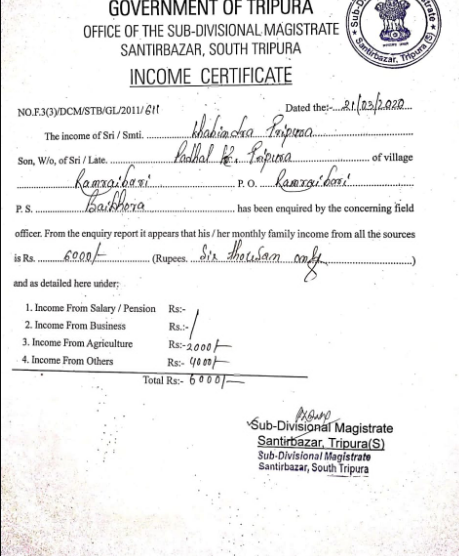 GOVERNMENT OF TRIPURA
OFFICE OF THE SUB-DIVISIONAL MAGISTRATE
SANTIRBAZAR, SOUTH TRIPURA
Santirbazar, Tripura(S)
INCOME CERTIFICATE
NO.F.3(3)/DCM/STB/GL/2011/611
Dated the:- 21/03/2020
The income of Sri / Smti. Khabindra Tripura
Son, W/o, of Sri / Late. Padhal Kr. Tripura of village
Ramraibari P. O. Ramraibari
P. S. Baikhora has been enquired by the concerning field
officer. From the enquiry report it appears that his / her monthly family income from all the sources
is Rs. 6000/- (Rupees. Six thousam only)
and as detailed here under;
1. Income From Salary / Pension Rs:-
2. Income From Business Rs.:-
3. Income From Agriculture Rs:-2000/-
4. Income From Others Rs:- 4000/-
Total Rs:- 6000/-
Sub-Divisional Magistrate
Santirbazar, Tripura(S)
Sub-Divisional Magistrate
Santirbazar, South Tripura